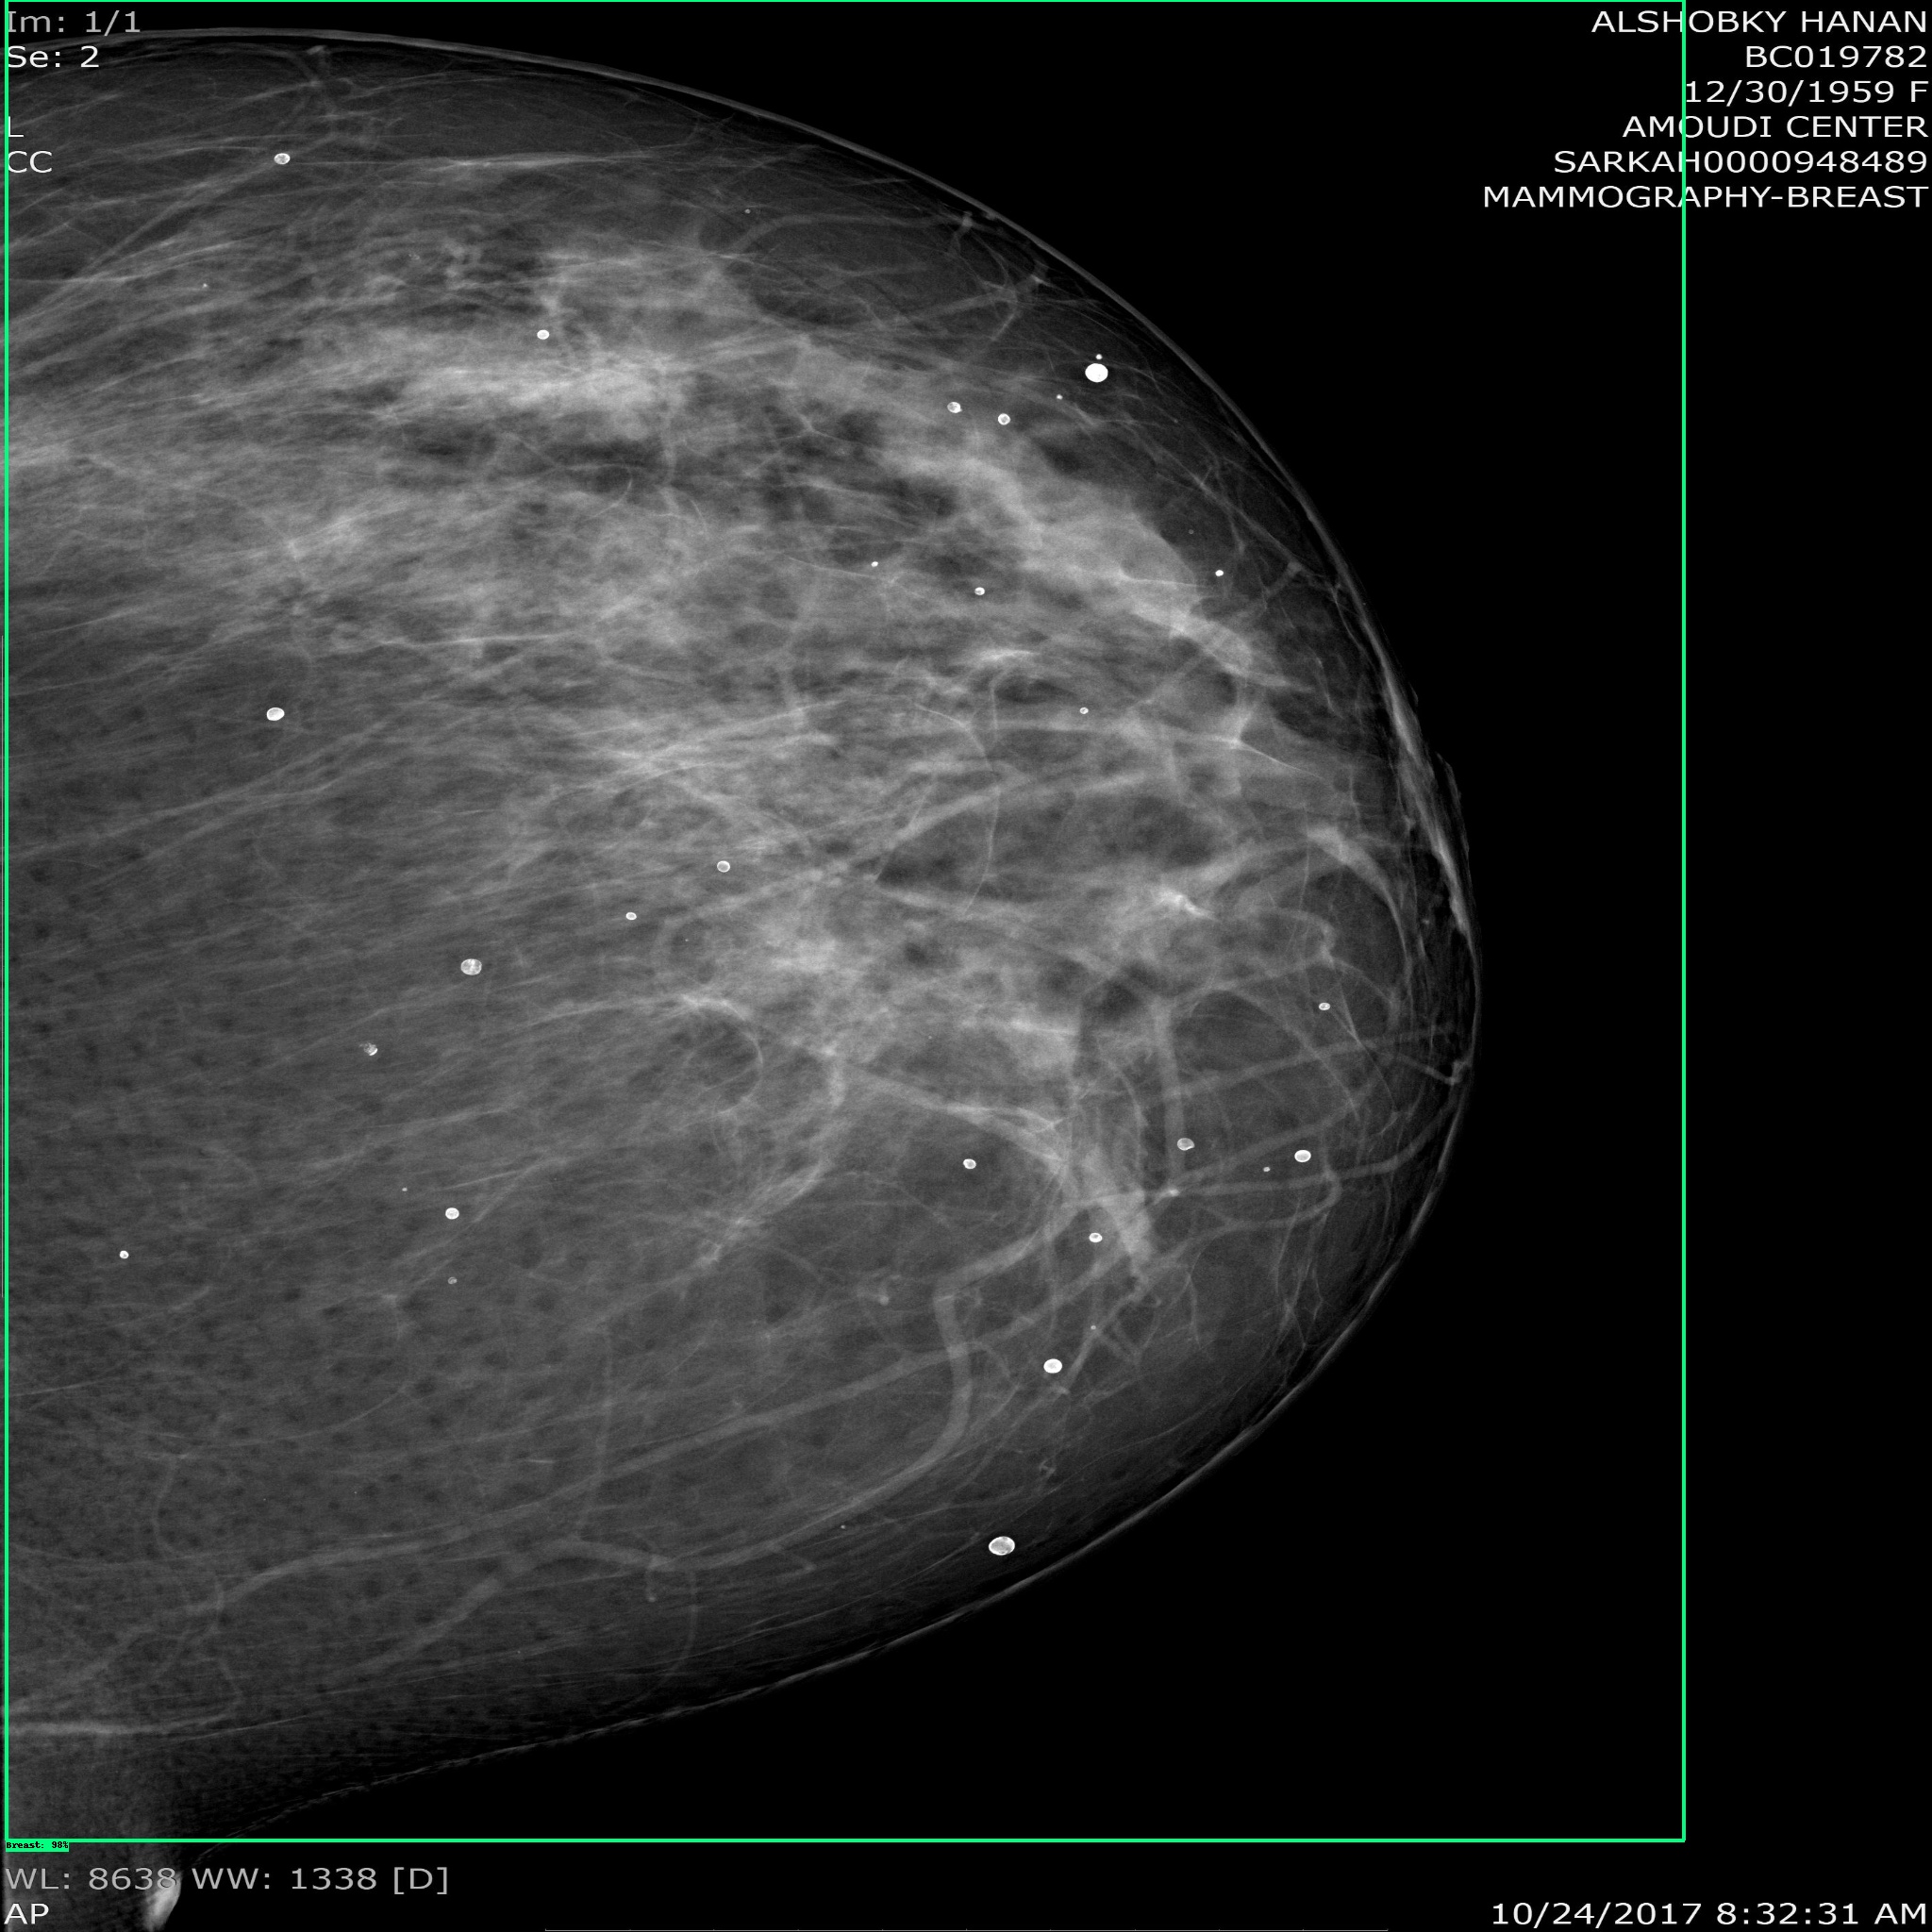 Im: 1/1
Se: 2
L
CC
ALSHOBKY HANAN
BC019782
12/30/1959 F
AMOUDI CENTER
SARKAH0000948489
MAMMOGRAPHY-BREAST
Breast: 98%
WL: 8638 WW: 1338 [D]
AP
10/24/2017 8:32:31 AM